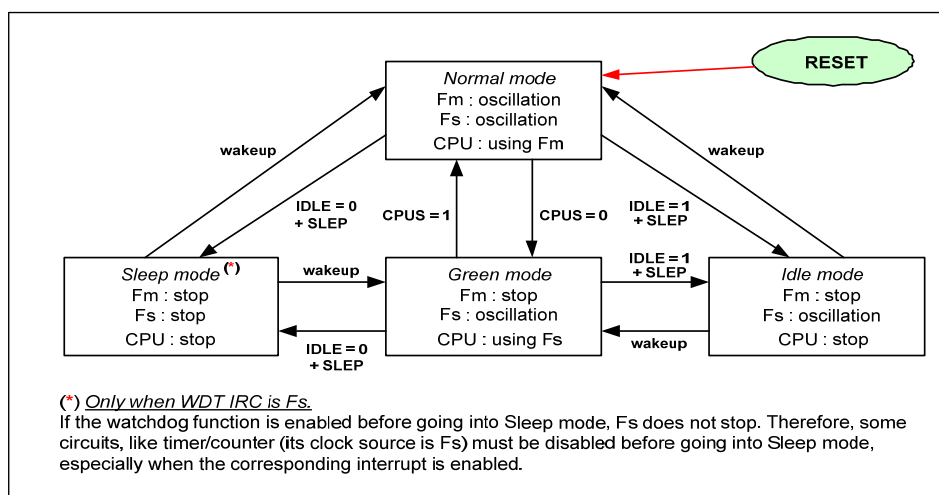 RESET
Normal mode
Fm : oscillation
Fs : oscillation
CPU : using Fm
wakeup
wakeup
IDLE = 0
+ SLEP
CPUS = 1
CPUS = 0
IDLE = 1
+ SLEP
Sleep mode (*)
Fm : stop
Fs : stop
CPU : stop
wakeup
IDLE = 0
+ SLEP
Green mode
Fm : stop
Fs : oscillation
CPU : using Fs
IDLE = 1
+ SLEP
wakeup
Idle mode
Fm : stop
Fs : oscillation
CPU : stop
(*) Only when WDT IRC is Fs.
If the watchdog function is enabled before going into Sleep mode, Fs does not stop. Therefore, some
circuits, like timer/counter (its clock source is Fs) must be disabled before going into Sleep mode,
especially when the corresponding interrupt is enabled.